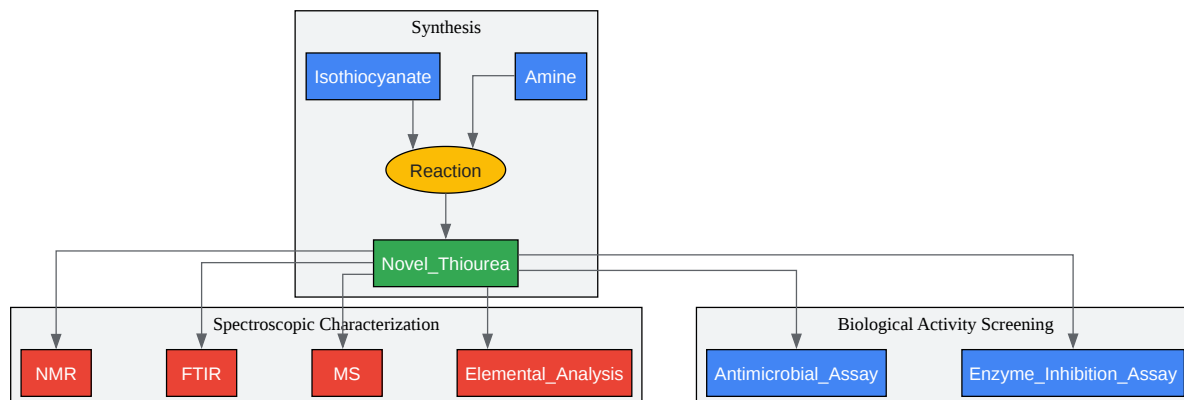 Synthesis
Isothiocyanate
Amine
Reaction
Novel_Thiourea
Spectroscopic Characterization
NMR
FTIR
MS
Elemental_Analysis
Biological Activity Screening
Antimicrobial_Assay
Enzyme_Inhibition_Assay